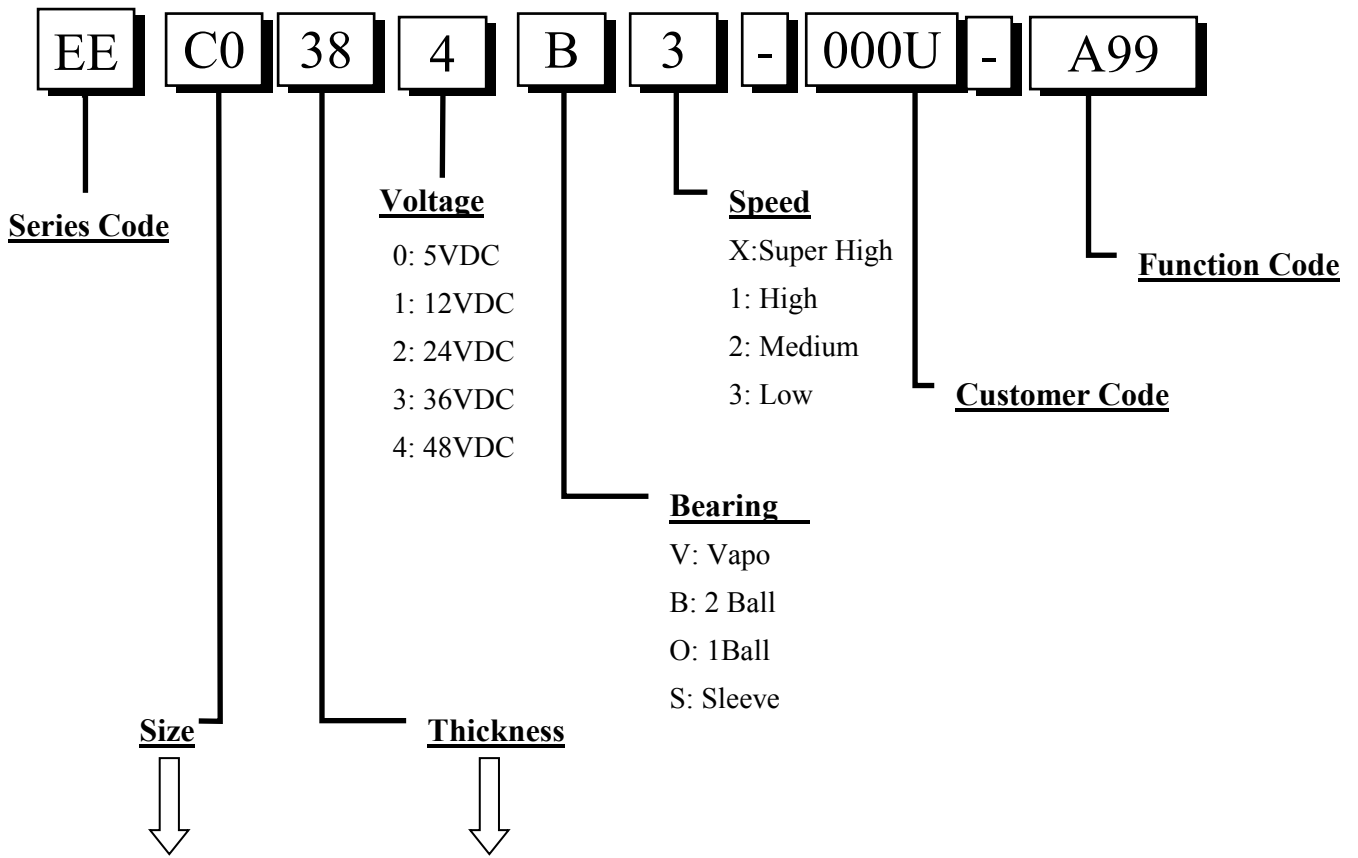 EE C0 38 4 B 3 - 000U - A99
Series Code
Voltage
0: 5VDC
1: 12VDC
2: 24VDC
3: 36VDC
4: 48VDC
Speed
X:Super High
1: High
2: Medium
3: Low
Function Code
Customer Code
Bearing
V: Vapo
B: 2 Ball
O: 1Ball
S: Sleeve
Size
Thickness